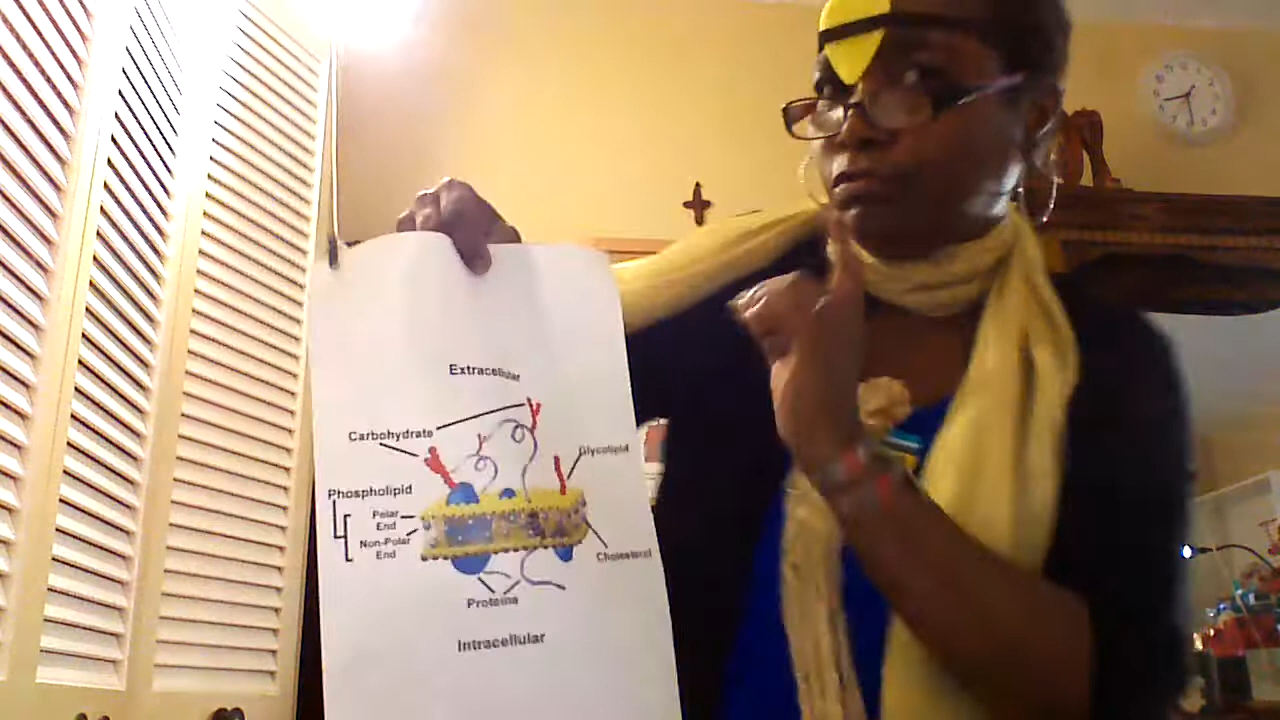 Extracellular
Carbohydrate
Glycolipid
Phospholipid
Polar
End
Non-Polar
End
Cholesterol
Proteins
Intracellular